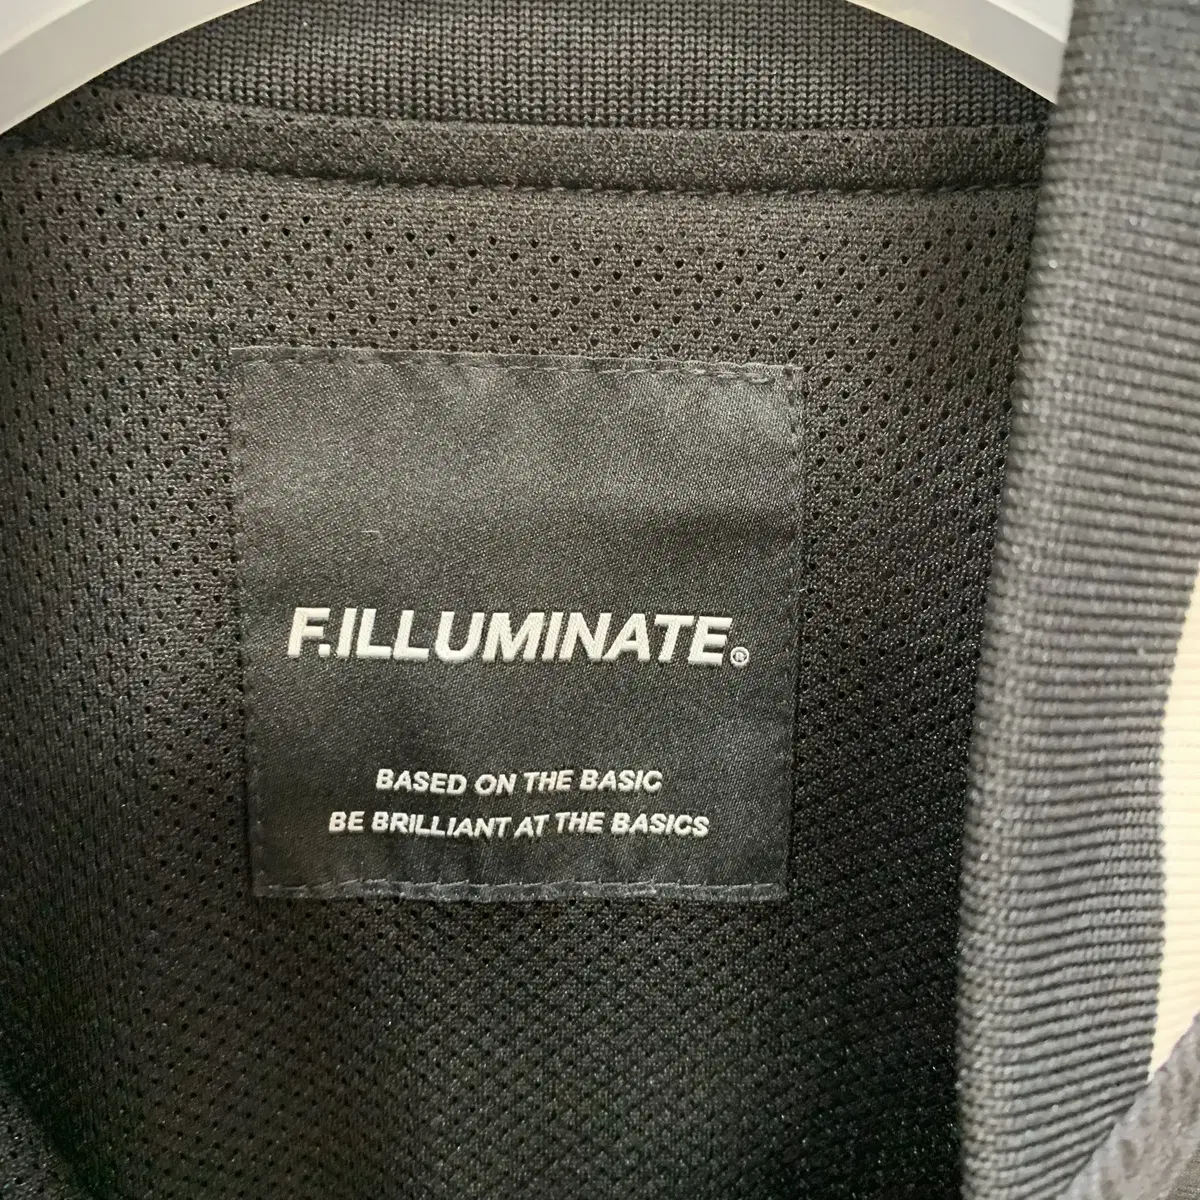 F.ILLUMINATE®
BASED ON THE BASIC
BE BRILLIANT AT THE BASICS